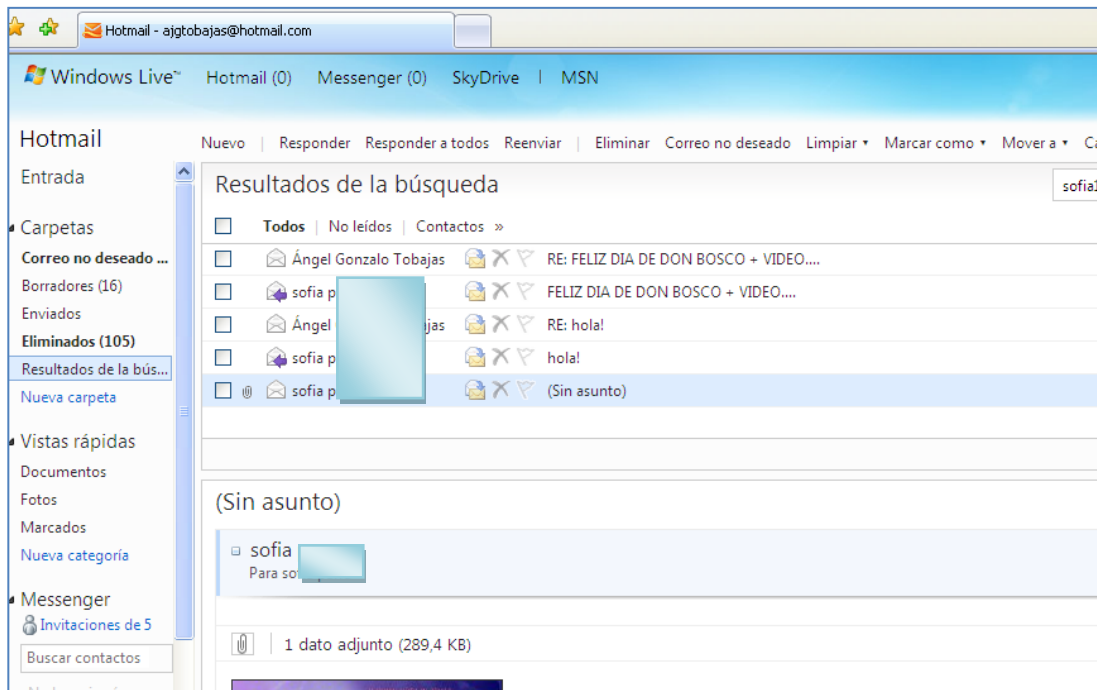 Hotmail - ajgtobajas@hotmail.com
Windows Live™ Hotmail (0) Messenger (0) SkyDrive | MSN
Hotmail
Nuevo | Responder Responder a todos Reenviar | Eliminar Correo no deseado Limpiar Marcar como Mover a
Entrada
Carpetas
Correo no deseado ...
Borradores (16)
Enviados
Eliminados (105)
Resultados de la bús...
Nueva carpeta
Vistas rápidas
Documentos
Fotos
Marcados
Nueva categoría
Messenger
Invitaciones de 5
Buscar contactos
Resultados de la búsqueda
sofia1
Todos | No leídos | Contactos »
Ángel Gonzalo Tobajas RE: FELIZ DIA DE DON BOSCO + VIDEO....
sofia p FELIZ DIA DE DON BOSCO + VIDEO....
Ángel jas RE: hola!
sofia p hola!
sofia p (Sin asunto)
(Sin asunto)
sofia
Para so
1 dato adjunto (289,4 KB)